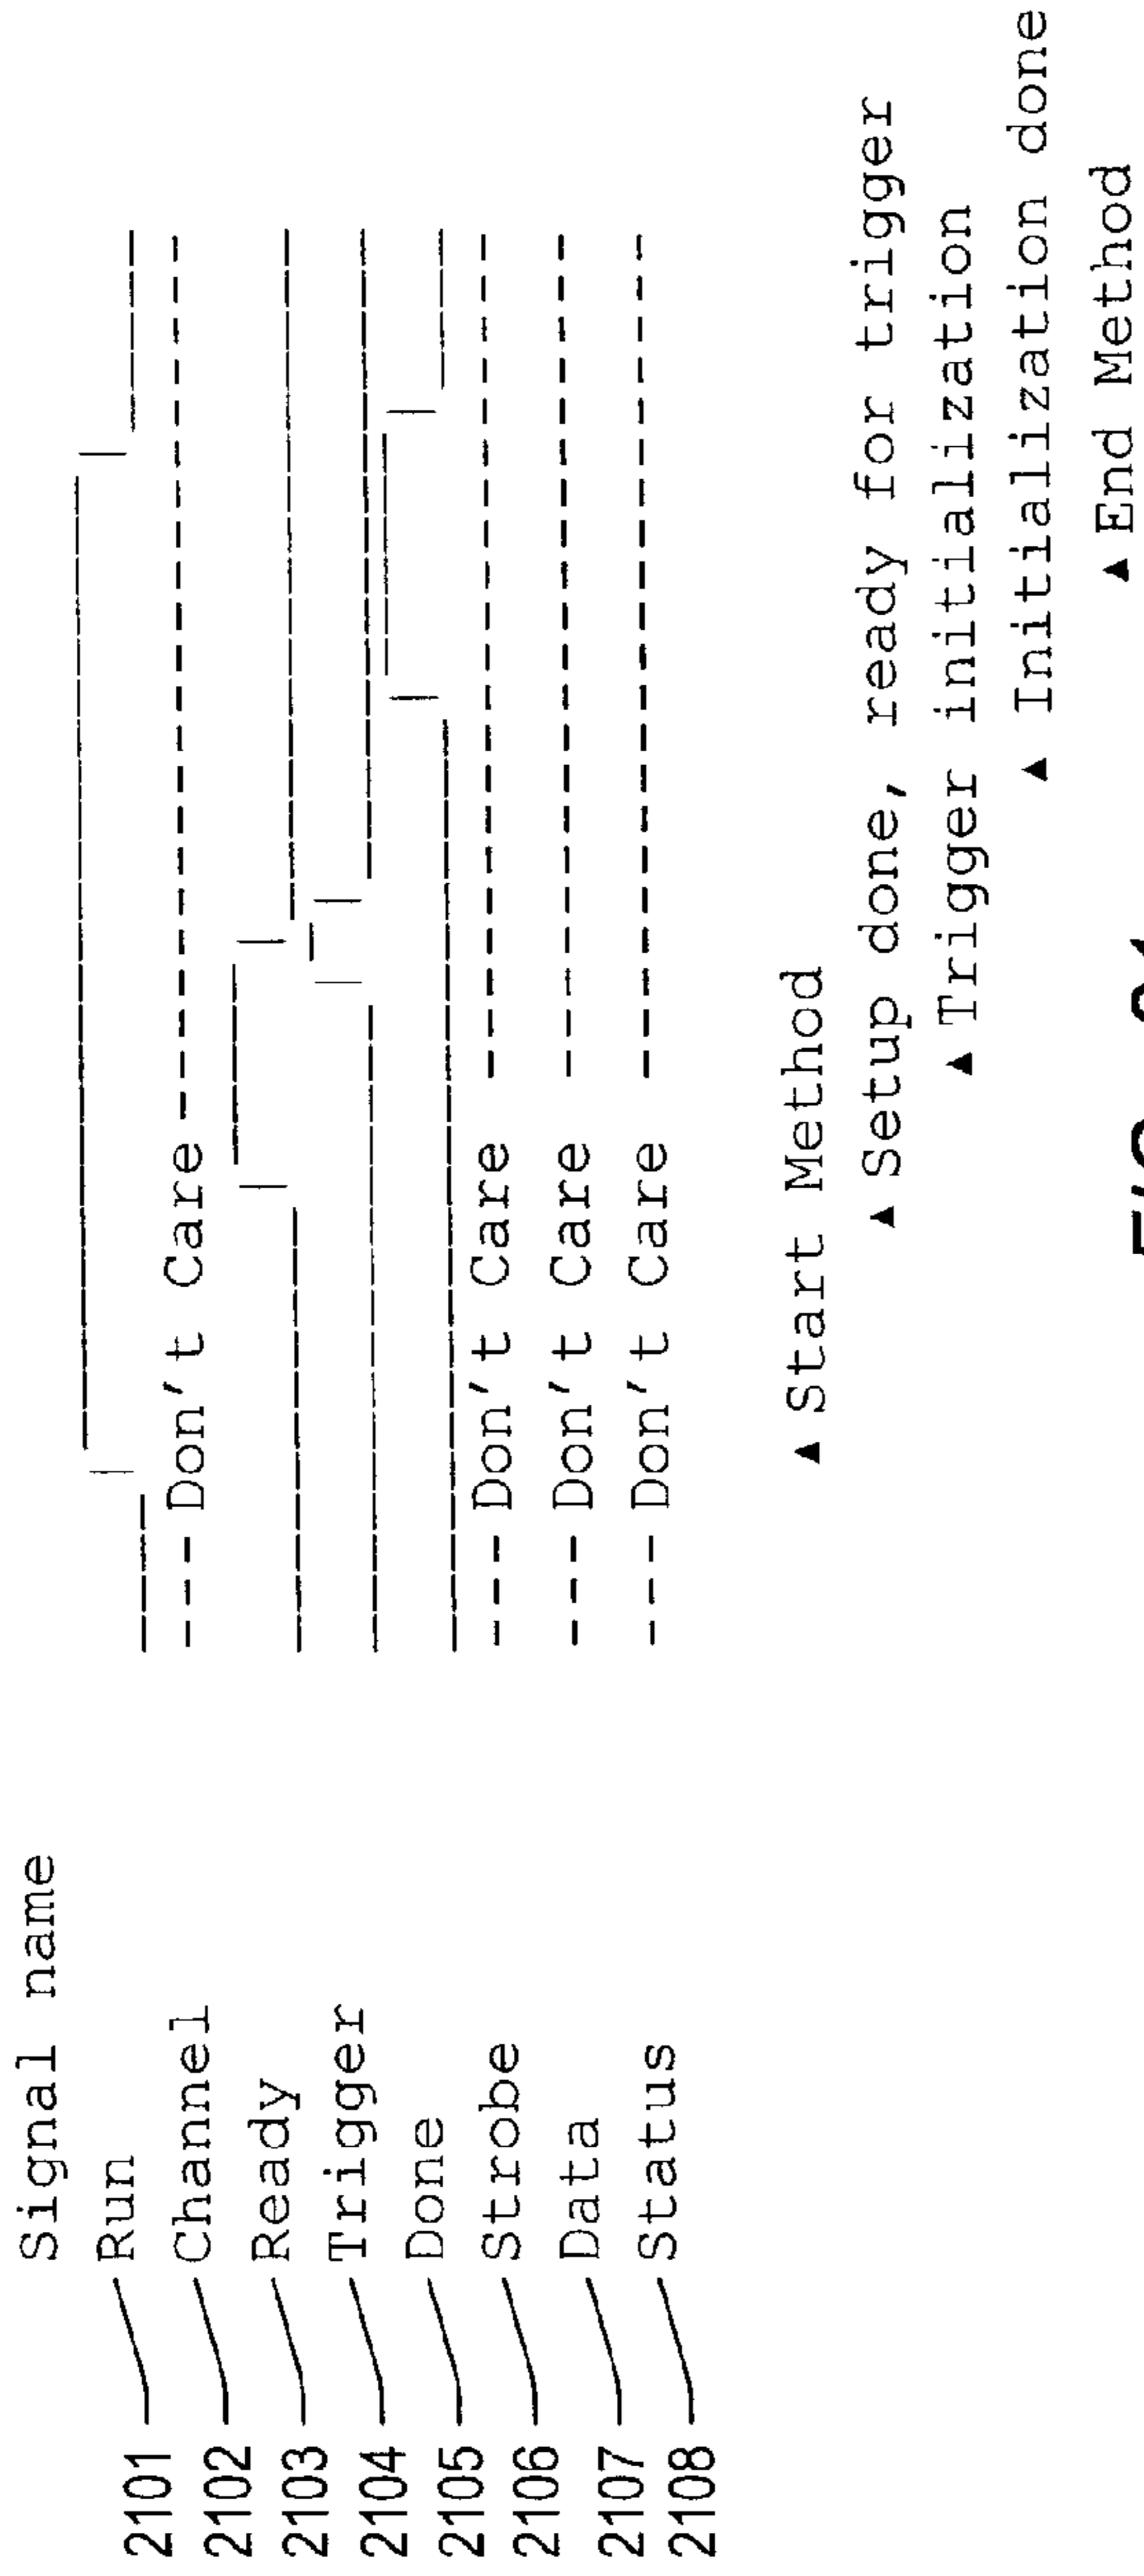 Signal name
2101 Run
2102 Channel --- Don't Care
2103 Ready
2104 Trigger
2105 Done
2106 Strobe --- Don't Care
2107 Data --- Don't Care
2108 Status --- Don't Care
▲ Start Method
▲ Setup done, ready for trigger
▲ Trigger initialization
▲ Initialization done
▲ End Method